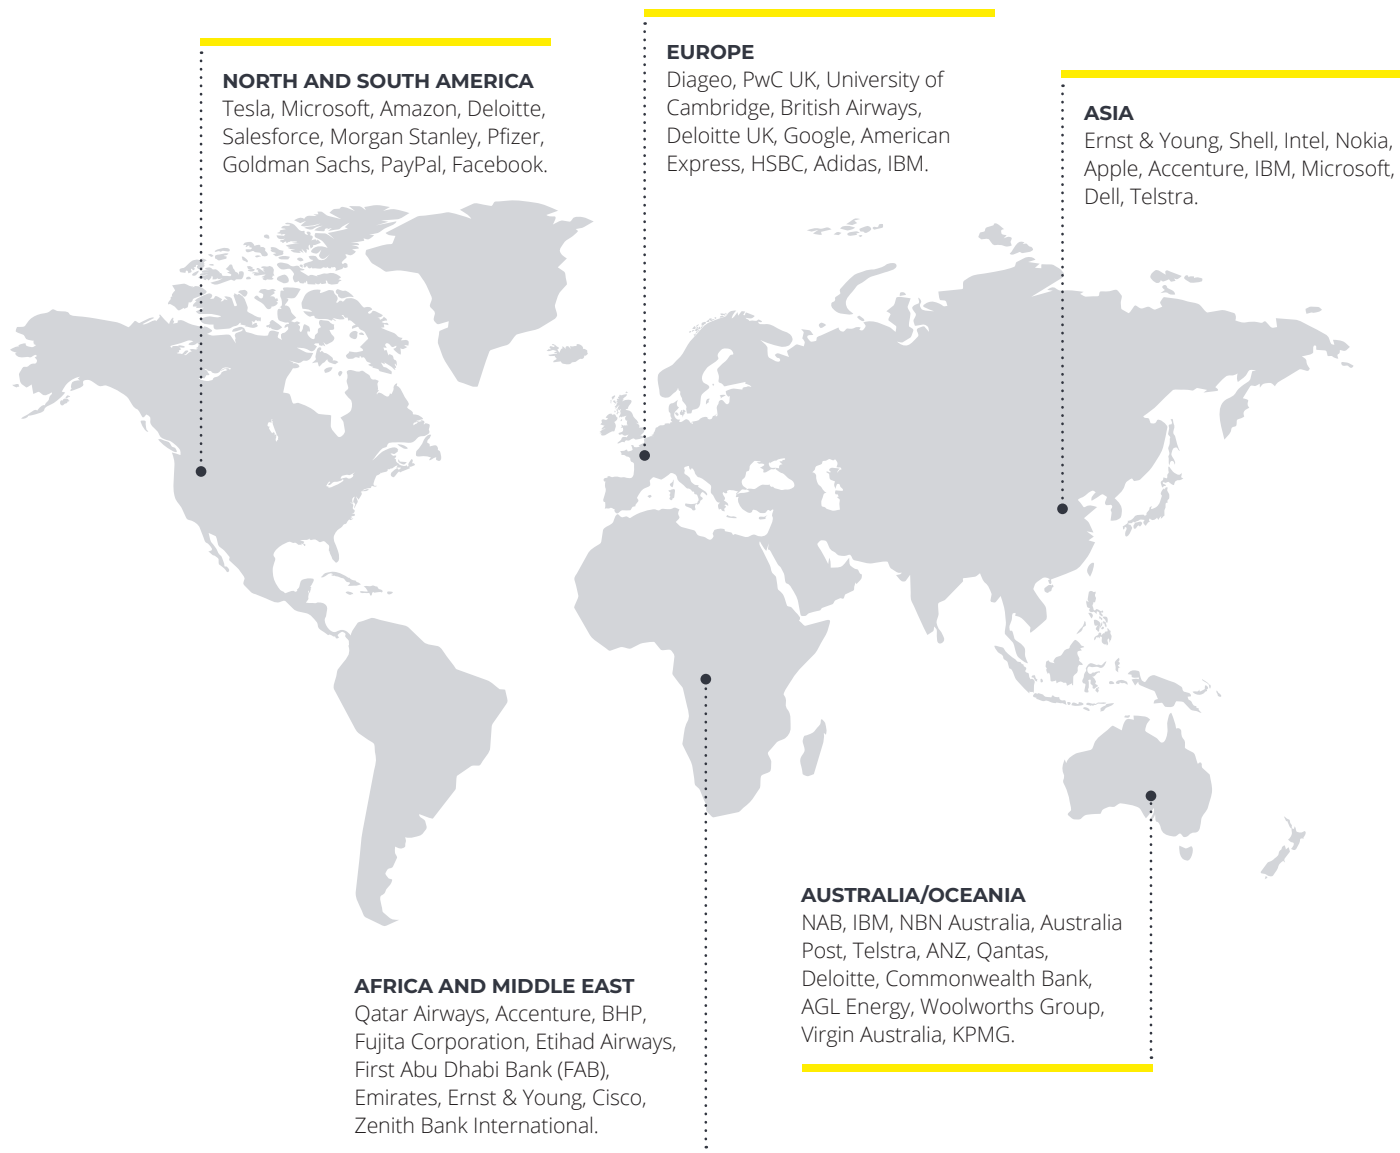 NORTH AND SOUTH AMERICA
Tesla, Microsoft, Amazon, Deloitte,
Salesforce, Morgan Stanley, Pfizer,
Goldman Sachs, PayPal, Facebook.
EUROPE
Diageo, PwC UK, University of
Cambridge, British Airways,
Deloitte UK, Google, American
Express, HSBC, Adidas, IBM.
ASIA
Ernst & Young, Shell, Intel, Nokia,
Apple, Accenture, IBM, Microsoft,
Dell, Telstra.
AFRICA AND MIDDLE EAST
Qatar Airways, Accenture, BHP,
Fujita Corporation, Etihad Airways,
First Abu Dhabi Bank (FAB),
Emirates, Ernst & Young, Cisco,
Zenith Bank International.
AUSTRALIA/OCEANIA
NAB, IBM, NBN Australia, Australia
Post, Telstra, ANZ, Qantas,
Deloitte, Commonwealth Bank,
AGL Energy, Woolworths Group,
Virgin Australia, KPMG.